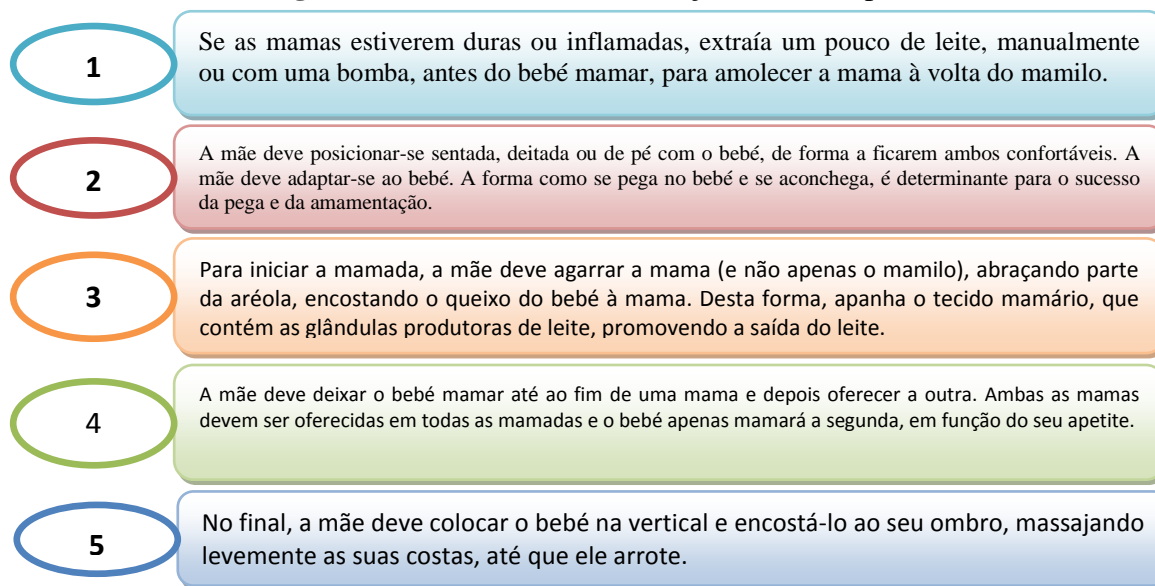 1
Se as mamas estiverem duras ou inflamadas, extraía um pouco de leite, manualmente
ou com uma bomba, antes do bebé mamar, para amolecer a mama à volta do mamilo.
2
A mãe deve posicionar-se sentada, deitada ou de pé com o bebé, de forma a ficarem ambos confortáveis. A
mãe deve adaptar-se ao bebé. A forma como se pega no bebé e se aconchega, é determinante para o sucesso
da pega e da amamentação.
3
Para iniciar a mamada, a mãe deve agarrar a mama (e não apenas o mamilo), abraçando parte
da aréola, encostando o queixo do bebé à mama. Desta forma, apanha o tecido mamário, que
contém as glândulas produtoras de leite, promovendo a saída do leite.
4
A mãe deve deixar o bebé mamar até ao fim de uma mama e depois oferecer a outra. Ambas as mamas
devem ser oferecidas em todas as mamadas e o bebé apenas mamará a segunda, em função do seu apetite.
5
No final, a mãe deve colocar o bebé na vertical e encostá-lo ao seu ombro, massajando
levemente as suas costas, até que ele arrote.